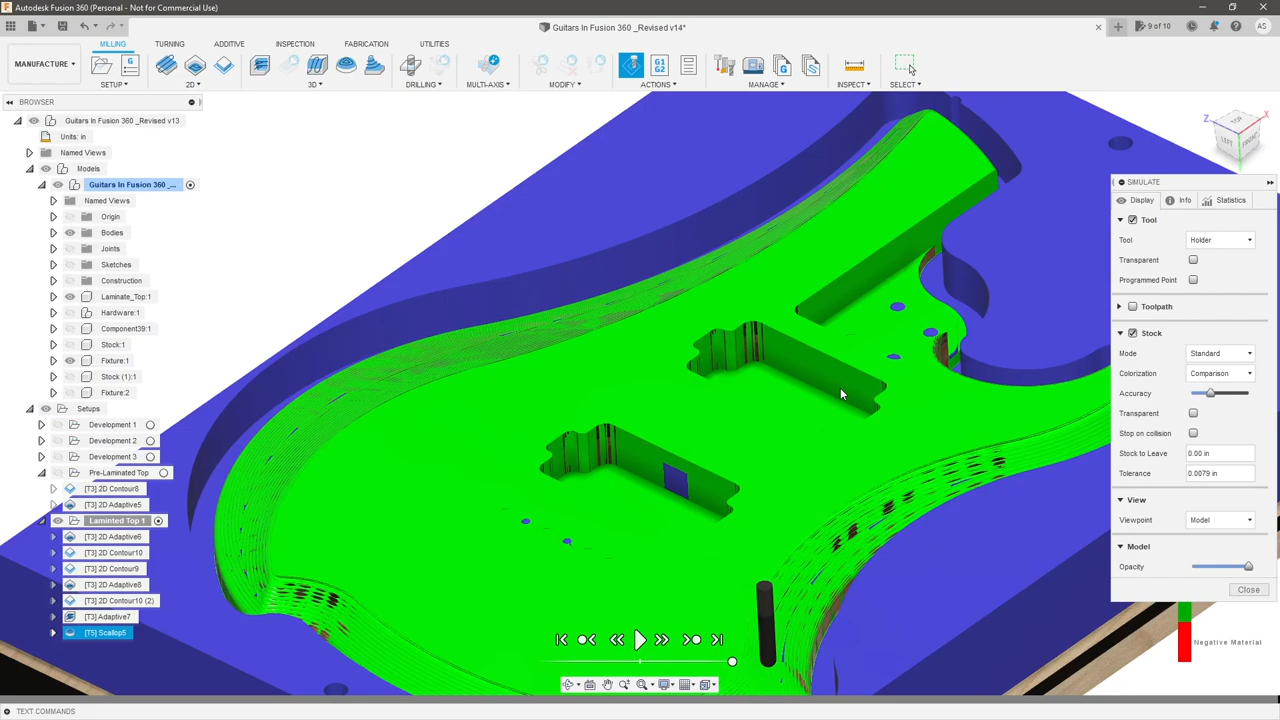 Autodesk Fusion 360 (Personal - Not for Commercial Use)
Guitars In Fusion 360 _Revised v14*
9 of 10
AS
MANUFACTURE
MILLING
TURNING
ADDITIVE
INSPECTION
FABRICATION
UTILITIES
G
G1
G2
SETUP
2D
3D
DRILLING
MULTI-AXIS
MODIFY
ACTIONS
MANAGE
INSPECT
SELECT
BROWSER
Guitars In Fusion 360 _Revised v13
Units: in
Named Views
Models
Guitars In Fusion 360 _...
Named Views
Origin
Bodies
Joints
Sketches
Construction
Laminate_Top:1
Hardware:1
Component39:1
Stock:1
Fixture:1
Stock (1):1
Fixture:2
Setups
Development 1
Development 2
Development 3
Pre-Laminated Top
[T3] 2D Contour8
[T3] 2D Adaptive5
Laminted Top 1
[T3] 2D Adaptive6
[T3] 2D Contour10
[T3] 2D Contour9
[T3] 2D Adaptive8
[T3] 2D Contour10 (2)
[T3] Adaptive7
[T5] Scallop5
Z
X
TOP
LEFT
FRONT
SIMULATE
Display
Info
Statistics
Tool
Tool
Holder
Transparent
Programmed Point
Toolpath
Stock
Mode
Standard
Colorization
Comparison
Accuracy
Transparent
Stop on collision
Stock to Leave
0.00 in
Tolerance
0.0079 in
View
Viewpoint
Model
Model
Opacity
Close
Negative Material
TEXT COMMANDS